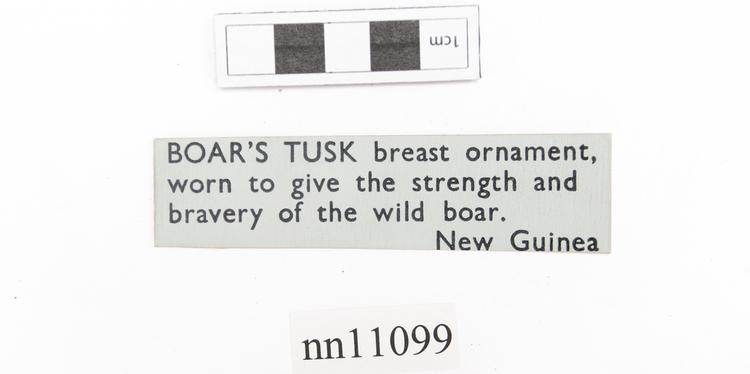 1cm
BOAR'S TUSK breast ornament,
worn to give the strength and
bravery of the wild boar.
New Guinea
nn11099